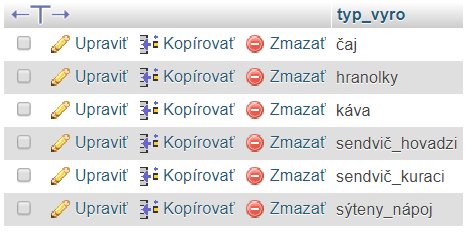 typ_vyro
Upraviť Kopírovať Zmazať čaj
Upraviť Kopírovať Zmazať hranolky
Upraviť Kopírovať Zmazať káva
Upraviť Kopírovať Zmazať sendvič_hovadzi
Upraviť Kopírovať Zmazať sendvič_kuraci
Upraviť Kopírovať Zmazať sýteny_nápoj